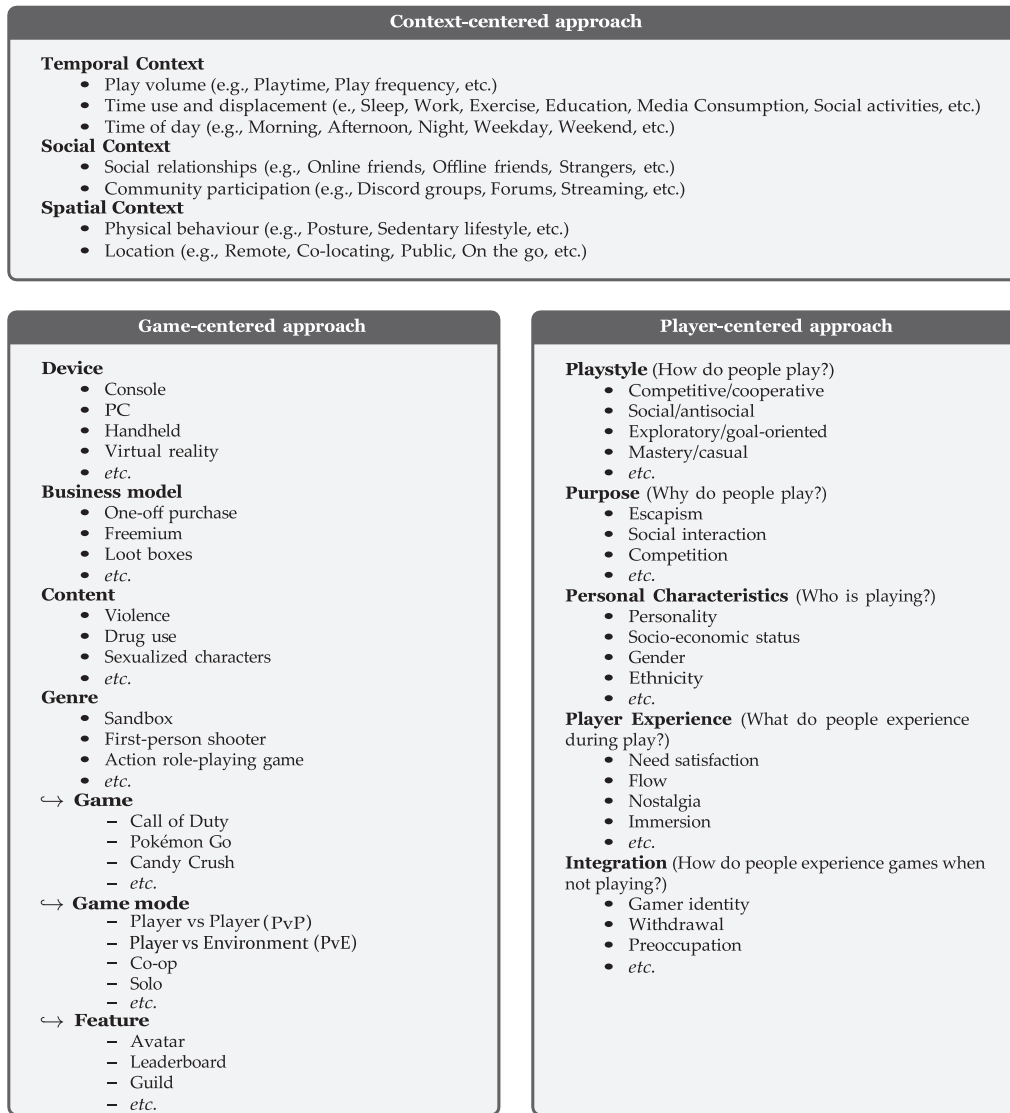 Context-centered approach
Temporal Context
• Play volume (e.g., Playtime, Play frequency, etc.)
• Time use and displacement (e., Sleep, Work, Exercise, Education, Media Consumption, Social activities, etc.)
• Time of day (e.g., Morning, Afternoon, Night, Weekday, Weekend, etc.)
Social Context
• Social relationships (e.g., Online friends, Offline friends, Strangers, etc.)
• Community participation (e.g., Discord groups, Forums, Streaming, etc.)
Spatial Context
• Physical behaviour (e.g., Posture, Sedentary lifestyle, etc.)
• Location (e.g., Remote, Co-locating, Public, On the go, etc.)
Game-centered approach
Device
• Console
• PC
• Handheld
• Virtual reality
• etc.
Business model
• One-off purchase
• Freemium
• Loot boxes
• etc.
Content
• Violence
• Drug use
• Sexualized characters
• etc.
Genre
• Sandbox
• First-person shooter
• Action role-playing game
• etc.
↪ Game
– Call of Duty
– Pokémon Go
– Candy Crush
– etc.
↪ Game mode
– Player vs Player (PvP)
– Player vs Environment (PvE)
– Co-op
– Solo
– etc.
↪ Feature
– Avatar
– Leaderboard
– Guild
– etc.
Player-centered approach
Playstyle (How do people play?)
• Competitive/cooperative
• Social/antisocial
• Exploratory/goal-oriented
• Mastery/casual
• etc.
Purpose (Why do people play?)
• Escapism
• Social interaction
• Competition
• etc.
Personal Characteristics (Who is playing?)
• Personality
• Socio-economic status
• Gender
• Ethnicity
• etc.
Player Experience (What do people experience
during play?)
• Need satisfaction
• Flow
• Nostalgia
• Immersion
• etc.
Integration (How do people experience games when
not playing?)
• Gamer identity
• Withdrawal
• Preoccupation
• etc.